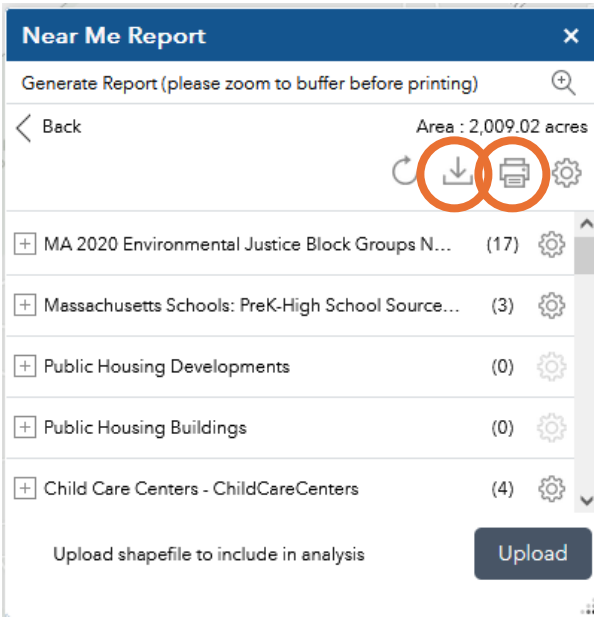 Near Me Report
Generate Report (please zoom to buffer before printing)
Back
Area : 2,009.02 acres
MA 2020 Environmental Justice Block Groups N... (17)
Massachusetts Schools: PreK-High School Source... (3)
Public Housing Developments (0)
Public Housing Buildings (0)
Child Care Centers - ChildCareCenters (4)
Upload shapefile to include in analysis
Upload